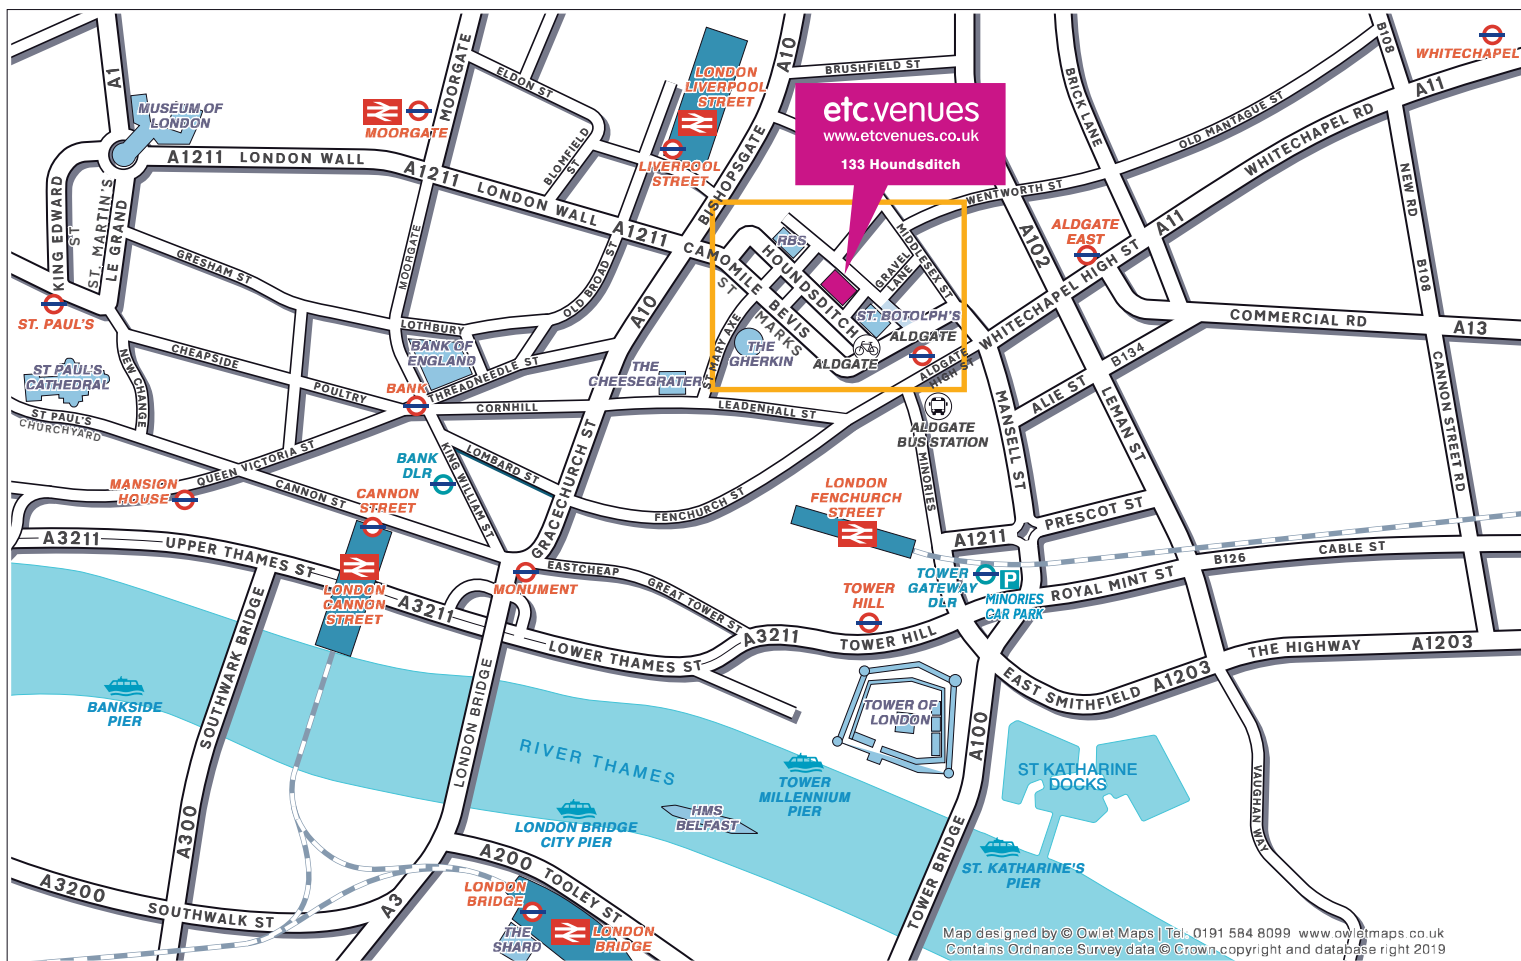 A1
MUSEUM OF
LONDON
MOORGATE
MOORGATE
ELDON ST
BLOMFIELD
ST
LONDON
LIVERPOOL
STREET
LIVERPOOL
STREET
A10
BRUSHFIELD ST
BISHOPSGATE
etc.venues
www.etcvenues.co.uk
133 Houndsditch
BRICK LANE
B108
WHITECHAPEL
A11
OLD MANTAGUE ST
WHITECHAPEL RD
NEW RD
B108
A1211
LONDON WALL
A1211
LONDON WALL
A1211
KING EDWARD
ST
ST. MARTIN'S
LE GRAND
GRESHAM ST
MOORGATE
OLD BROAD ST
A10
CAMOMILE
ST
RBS
HOUNDSDITCH
BEVIS
MARKS
GRAVEL
LANE
MIDDLESEX ST
WENTWORTH ST
A102
ALDGATE
EAST
A11
WHITECHAPEL HIGH ST
ST. PAUL'S
LOTHBURY
BANK OF
ENGLAND
THREADNEEDLE ST
CHEAPSIDE
POULTRY
BANK
CORNHILL
NEW CHANGE
ST PAUL'S
CATHEDRAL
ST PAUL'S
CHURCHYARD
THE
CHEESEGRATER
ST MARY AXE
THE
GHERKIN
ALDGATE
ST. BOTOLPH'S
ALDGATE
ALDGATE
HIGH ST
LEADENHALL ST
COMMERCIAL RD
A13
B134
ALIE ST
CANNON STREET RD
MANSELL ST
LEMAN ST
ALDGATE
BUS STATION
MINORIES
MANSION
HOUSE
QUEEN VICTORIA ST
CANNON ST
BANK
DLR
KING WILLIAM ST
LOMBARD ST
GRACECHURCH ST
FENCHURCH ST
CANNON
STREET
LONDON
FENCHURCH
STREET
A1211
PRESCOT ST
B126
CABLE ST
A3211
UPPER THAMES ST
LONDON
CANNON
STREET
A3211
MONUMENT
EASTCHEAP
GREAT TOWER ST
TOWER
HILL
TOWER
GATEWAY
DLR
P
MINORIES
CAR PARK
ROYAL MINT ST
A3211
TOWER HILL
LOWER THAMES ST
THE HIGHWAY
A1203
EAST SMITHFIELD
A1203
SOUTHWARK BRIDGE
LONDON BRIDGE
BANKSIDE
PIER
RIVER THAMES
TOWER OF
LONDON
A100
ST KATHARINE
DOCKS
TOWER
MILLENNIUM
PIER
HMS
BELFAST
LONDON BRIDGE
CITY PIER
ST. KATHARINE'S
PIER
VAUGHAN WAY
TOWER BRIDGE
A300
A3200
SOUTHWALK ST
A3
A200
TOOLEY ST
LONDON
BRIDGE
THE
SHARD
LONDON
BRIDGE
Map designed by © Owlet Maps | Tel: 0191 584 8099 www.owletmaps.co.uk
Contains Ordnance Survey data © Crown copyright and database right 2019